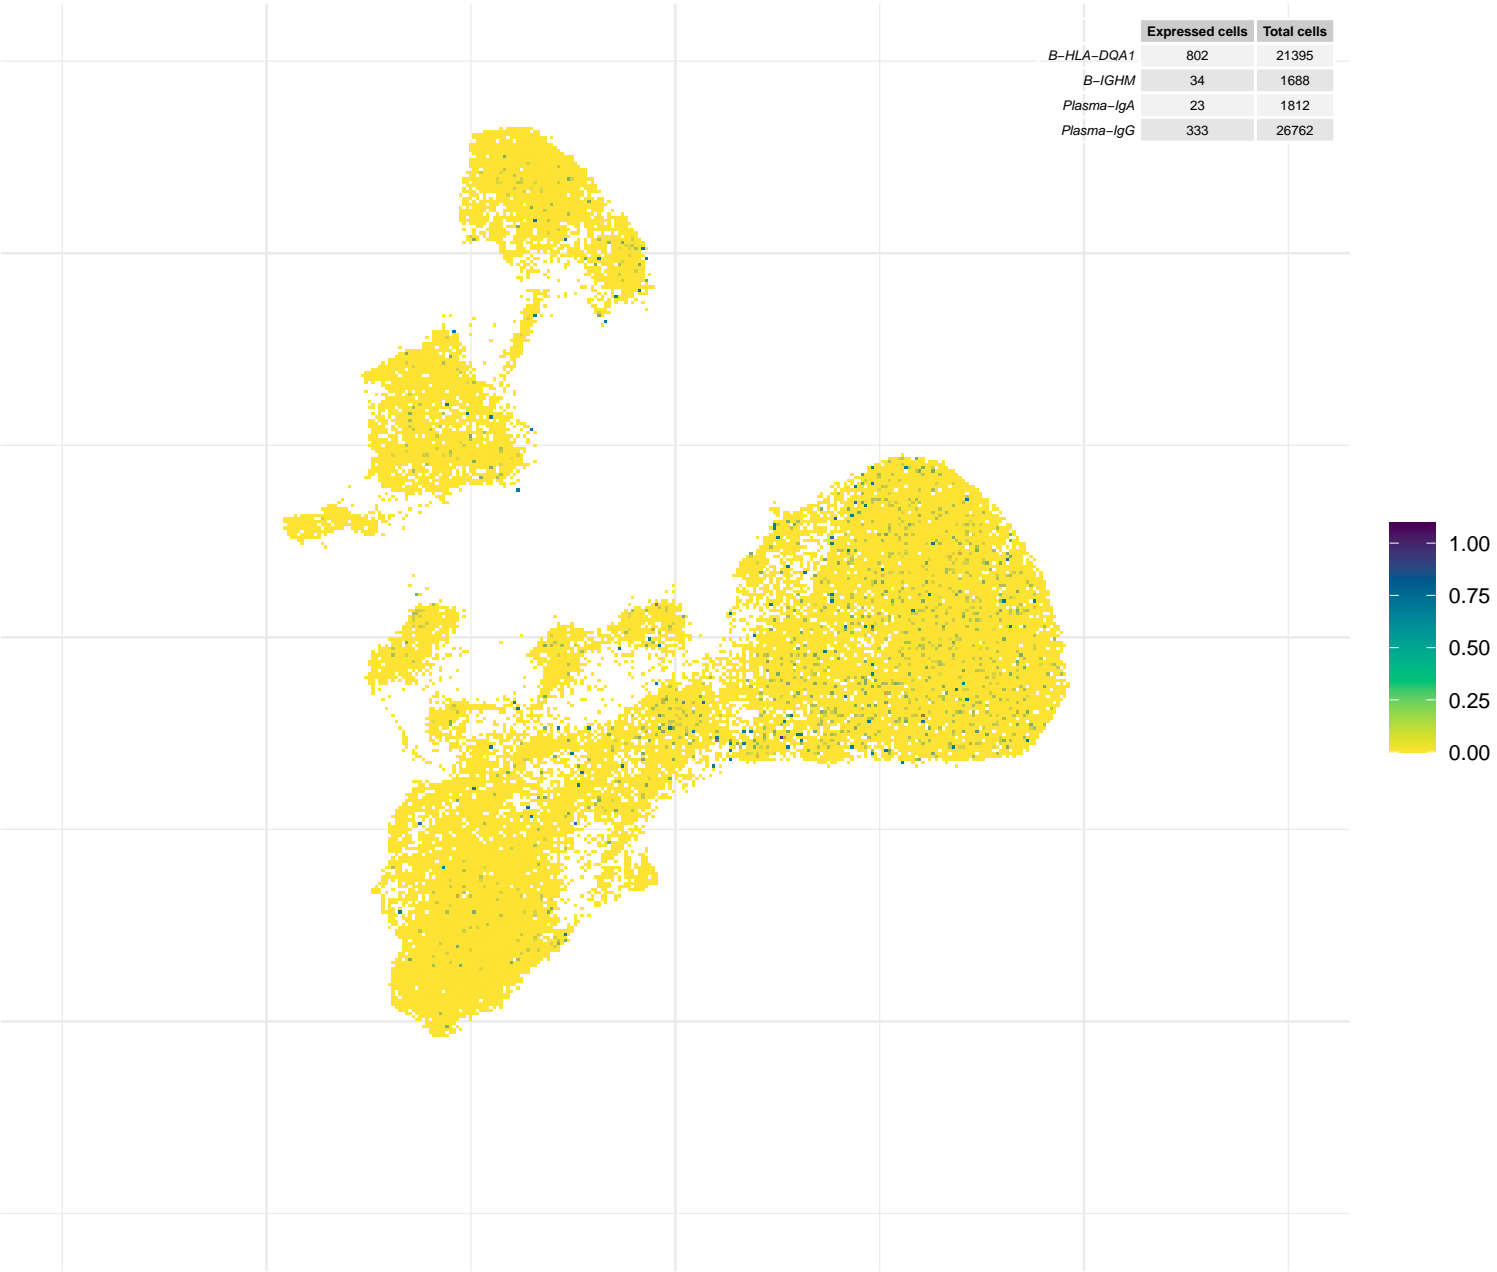 Expressed cells Total cells
B−HLA−DQA1 802 21395
B−IGHM 34 1688
Plasma−IgA 23 1812
Plasma−IgG 333 26762
1.00
0.75
0.50
0.25
0.00